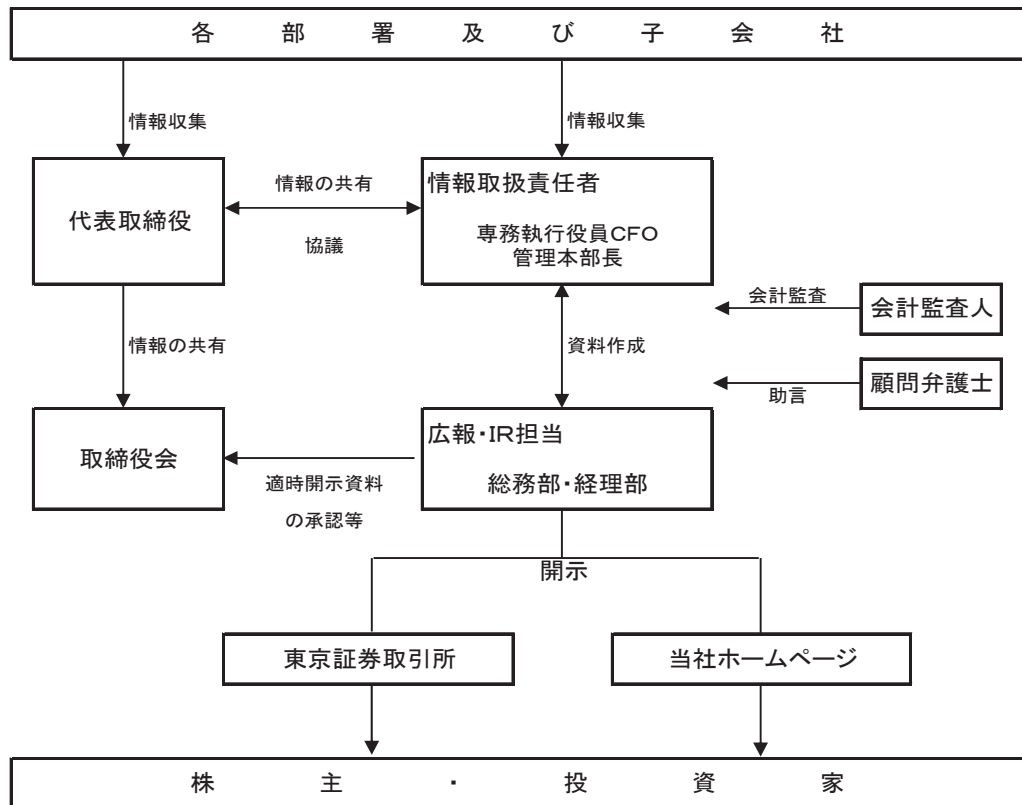 各部署及び子会社
情報収集
情報収集
代表取締役
情報の共有
協議
情報取扱責任者
専務執行役員CFO
管理本部長
会計監査
会計監査人
情報の共有
資料作成
助言
顧問弁護士
取締役会
適時開示資料
の承認等
広報・IR担当
総務部・経理部
開示
東京証券取引所
当社ホームページ
株主・投資家